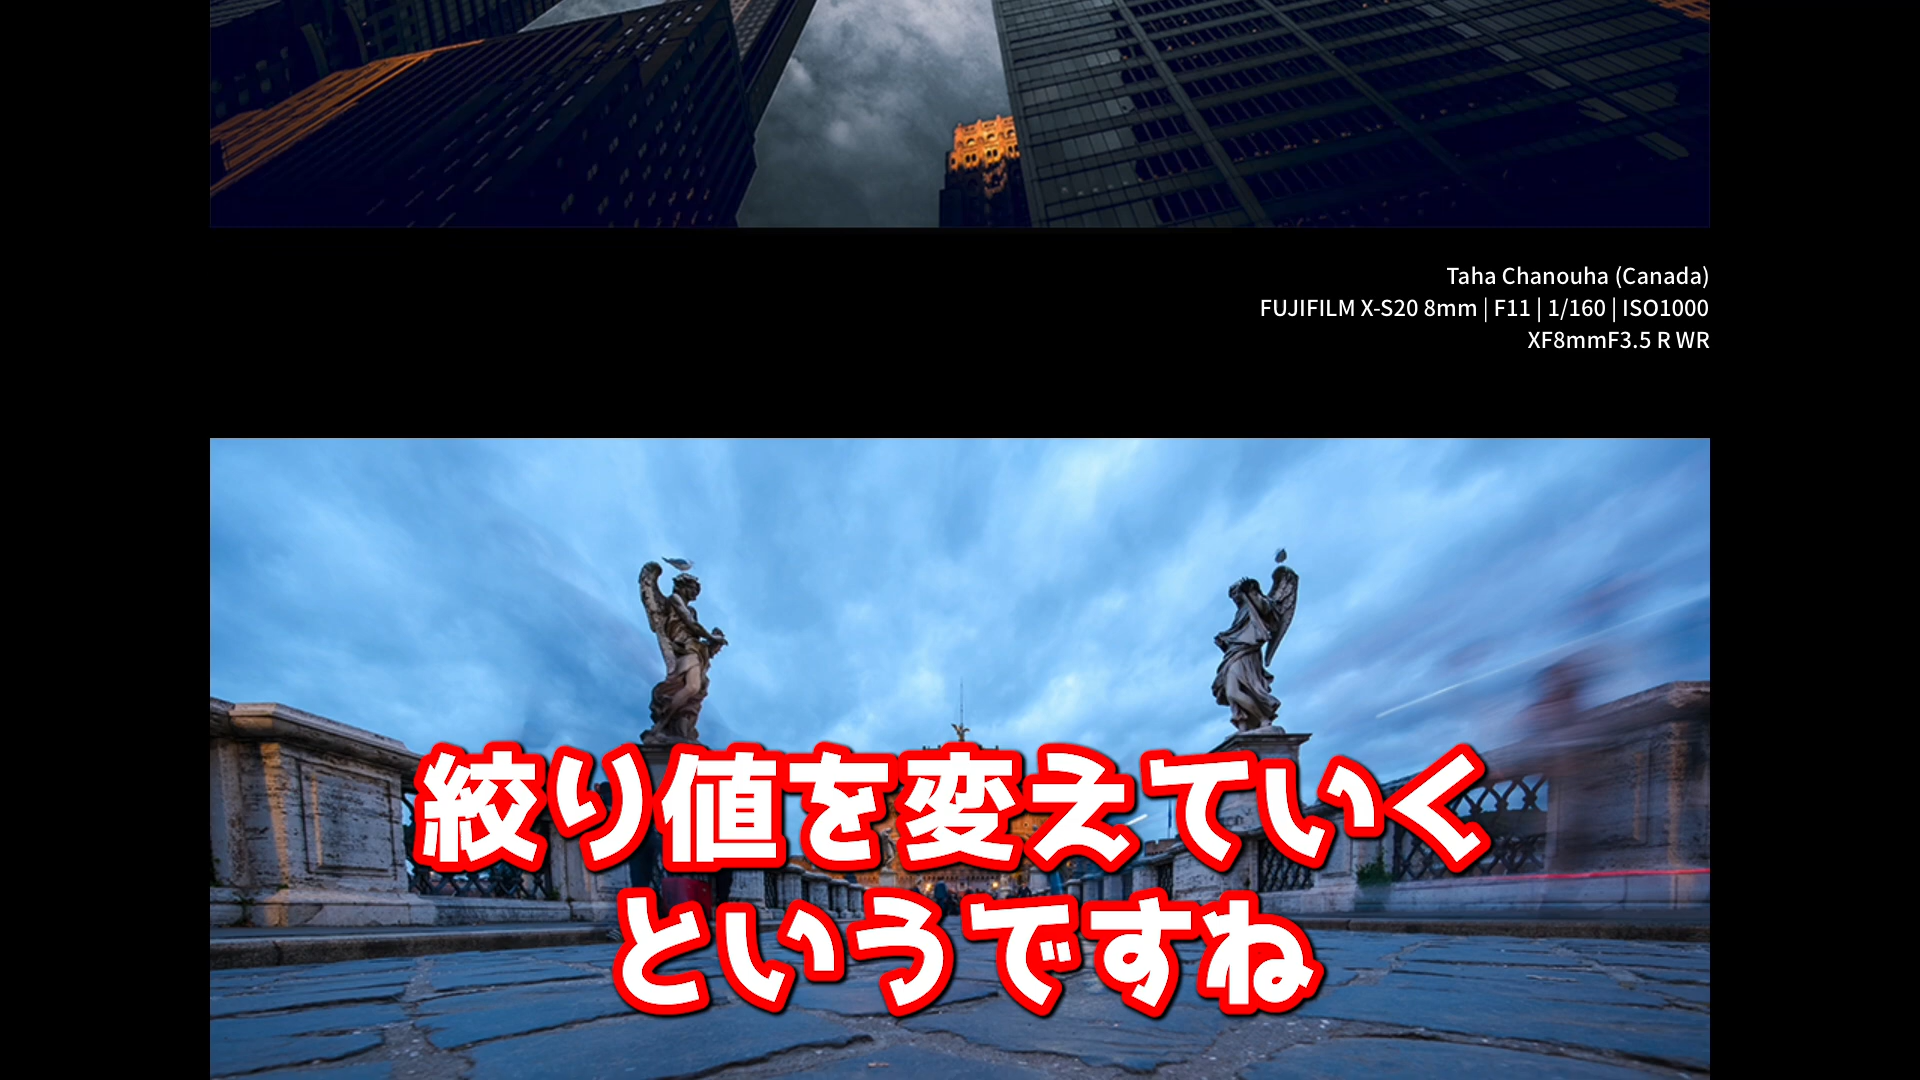 Taha Chanouha (Canada)
FUJIFILM X-S20 8mm | F11 | 1/160 | ISO1000
XF8mmF3.5 R WR
絞り値を変えていく
というですね